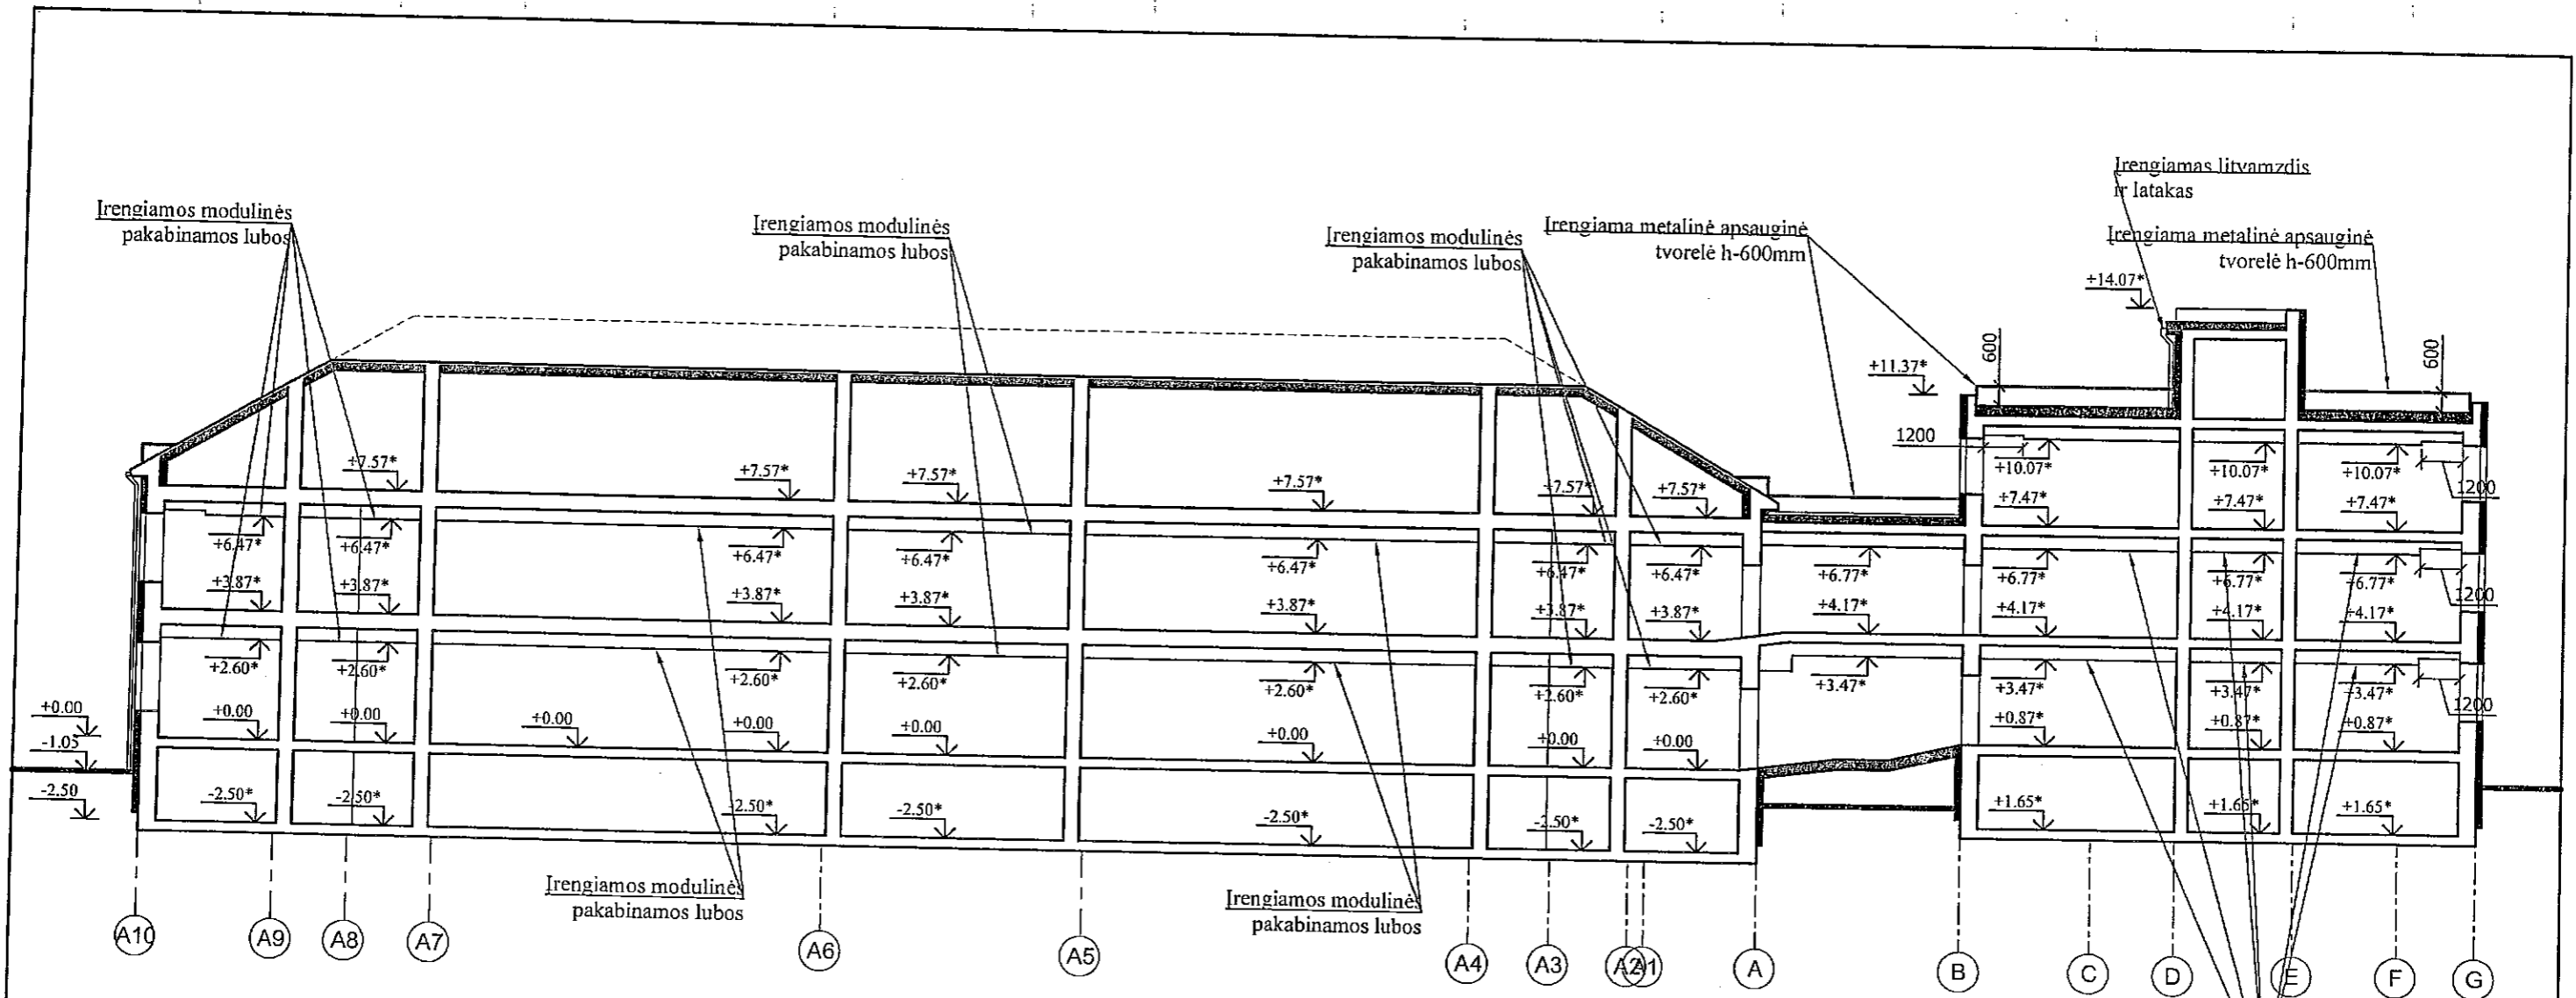 Įrengiamas litvamzdis
ir latakas
Įrengiamos modulinės
pakabinamos lubos
Įrengiamos modulinės
pakabinamos lubos
Įrengiamos modulinės
pakabinamos lubos
Įrengiama metalinė apsauginė
tvorelė h-600mm
Įrengiama metalinė apsauginė
tvorelė h-600mm
+14.07*
+11.37*
600
600
1200
+10.07* +10.07* +10.07*
1200
+7.57* +7.57* +7.57* +7.57* +7.57* +7.57* +7.47* +7.47* +7.47*
+6.47* +6.47* +6.47* +6.47* +6.47* +6.47* +6.47* +6.77* +6.77* +6.77* +6.77*
1200
+3.87* +3.87* +3.87* +3.87* +3.87* +3.87* +3.87* +4.17* +4.17* +4.17* +4.17*
+2.60* +2.60* +2.60* +2.60* +2.60* +2.60* +2.60* +3.47* +3.47* +3.47* +3.47*
1200
+0.00 +0.00 +0.00 +0.00 +0.00 +0.00 +0.00 +0.00 +0.00 +0.87* +0.87* +0.87*
-1.05
-2.50 -2.50* -2.50* -2.50* -2.50* -2.50* -2.50* -2.50* +1.65* +1.65* +1.65*
Įrengiamos modulinės
pakabinamos lubos
Įrengiamos modulinės
pakabinamos lubos
A10 A9 A8 A7 A6 A5 A4 A3 A2 A1 A B C D E F G